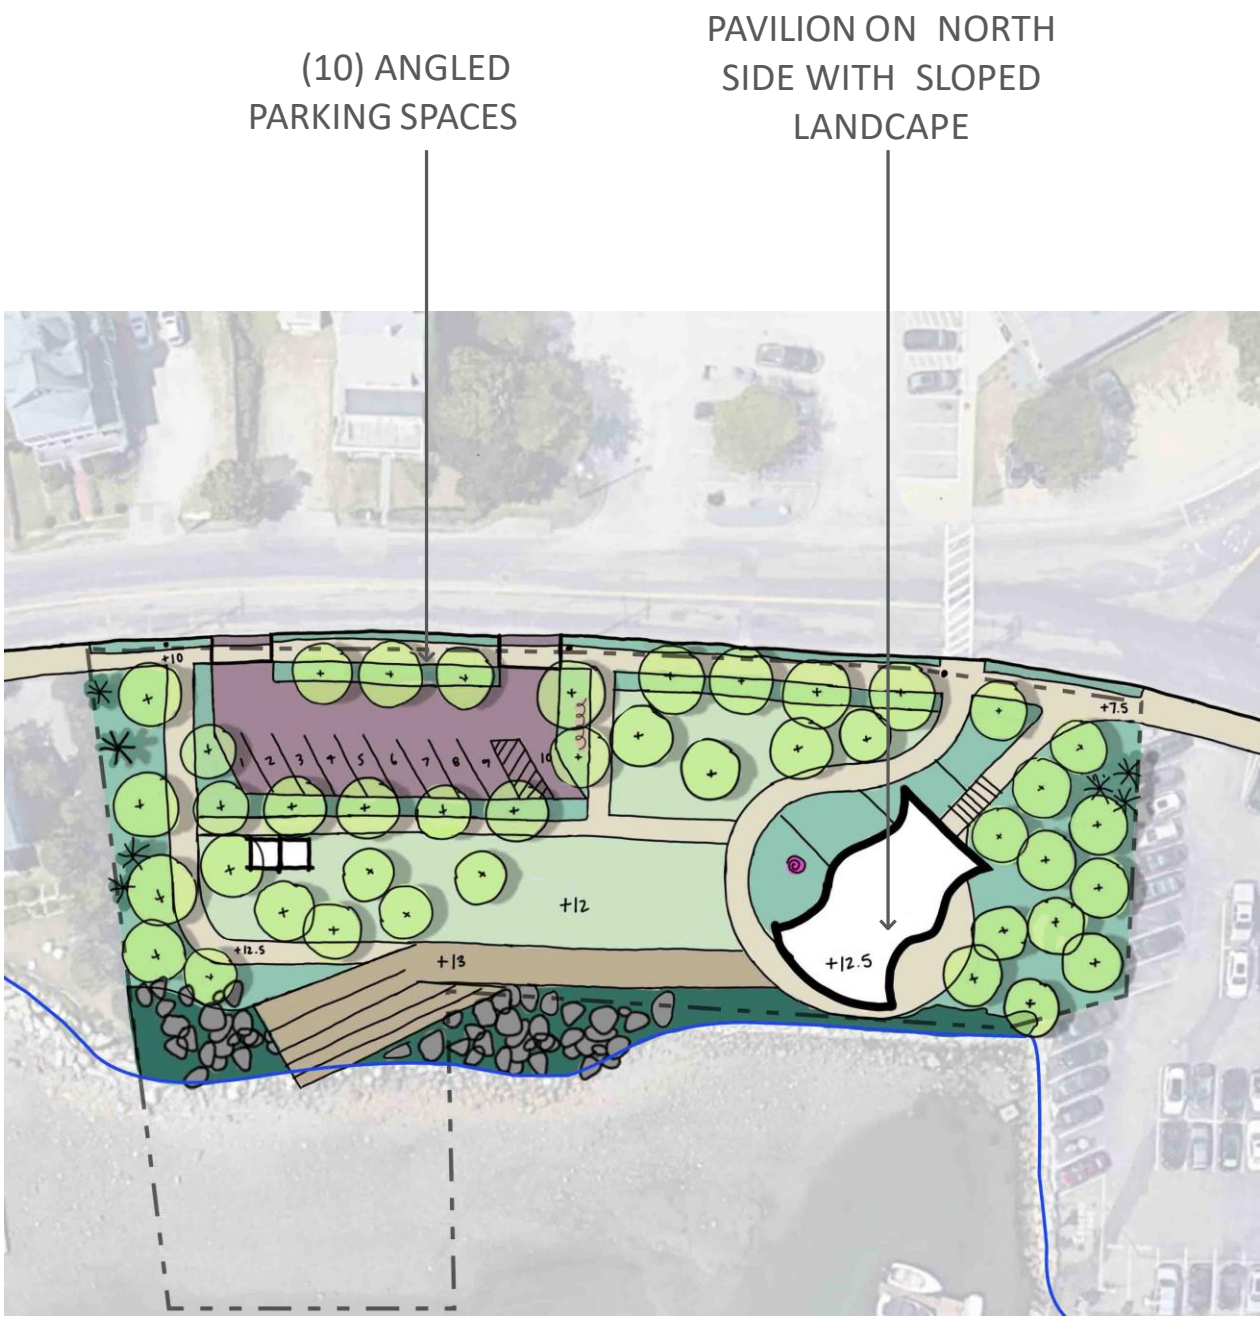 (10) ANGLED
PARKING SPACES
PAVILION ON NORTH
SIDE WITH SLOPED
LANDCAPE
+10
+7.5
1 2 3 4 5 6 7 8 9 10
+12
+12.5
+13
+12.5